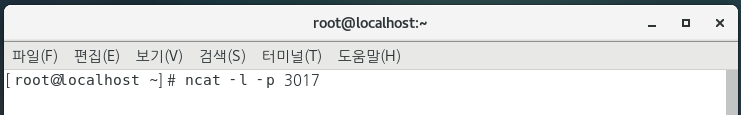 root@localhost:~
파일(F) 편집(E) 보기(V) 검색(S) 터미널(T) 도움말(H)
[root@localhost ~]# ncat -l -p 3017